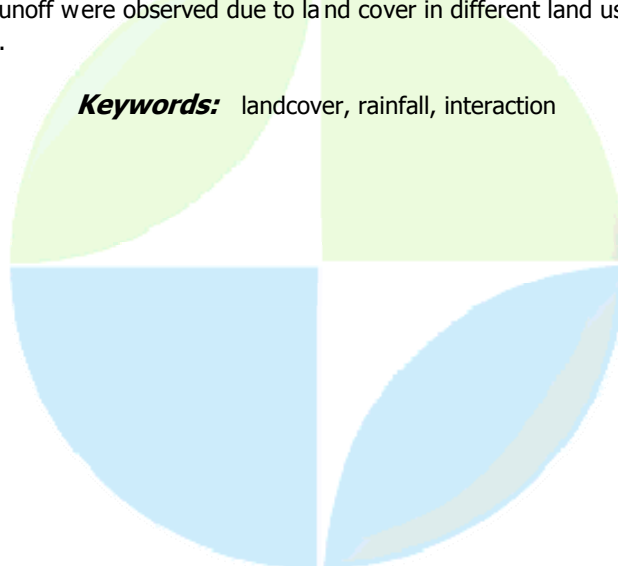 unoff were observed due to land cover in different land us
.
Keywords: landcover, rainfall, interaction